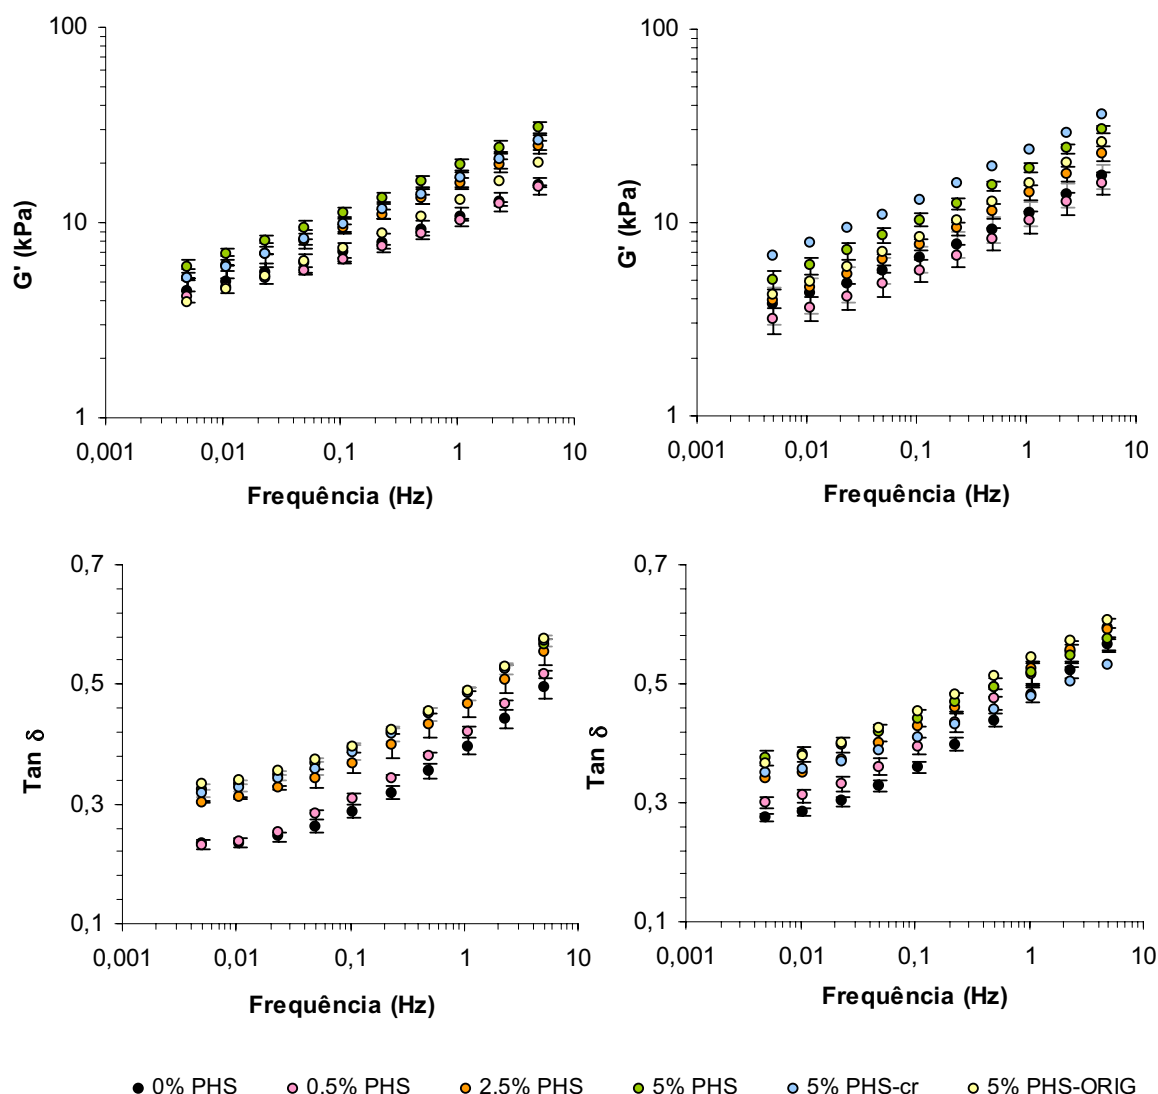 100
10
1
G' (kPa)
0,001 0,01 0,1 1 10
Frequência (Hz)
100
10
1
G' (kPa)
0,001 0,01 0,1 1 10
Frequência (Hz)
0,7
0,5
0,3
0,1
Tan δ
0,001 0,01 0,1 1 10
Frequência (Hz)
0,7
0,5
0,3
0,1
Tan δ
0,001 0,01 0,1 1 10
Frequência (Hz)
0% PHS 0.5% PHS 2.5% PHS 5% PHS 5% PHS-cr 5% PHS-ORIG